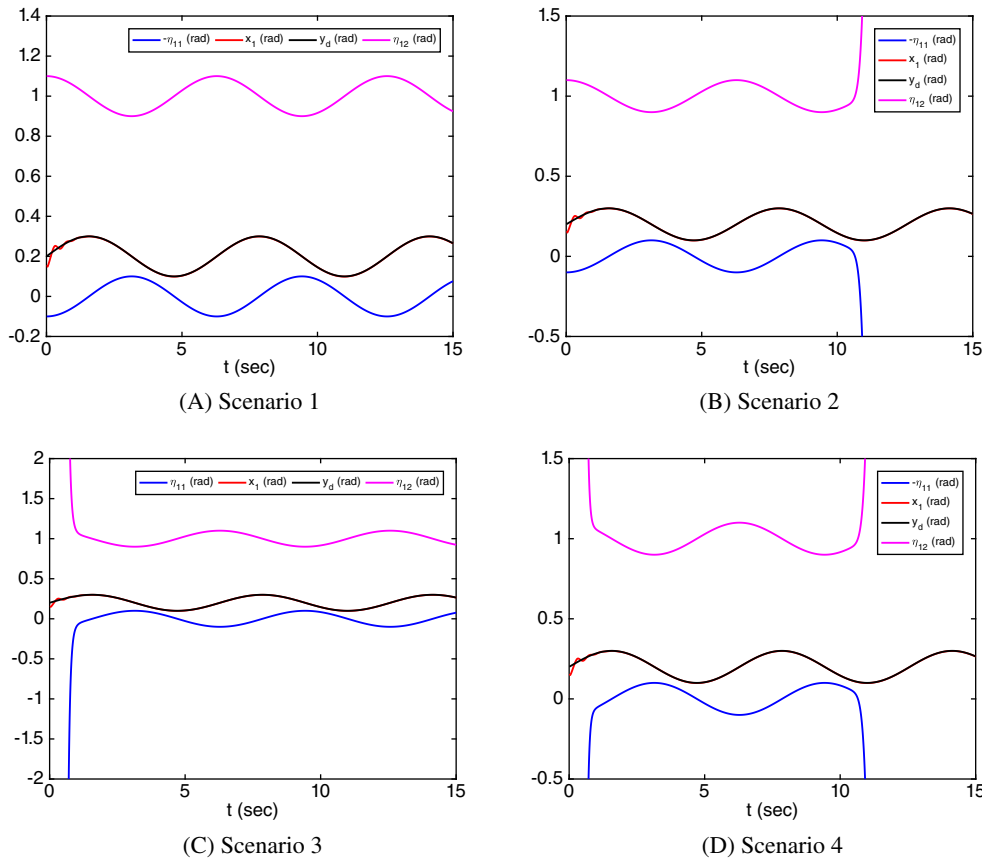 1.4
1.2
1
0.8
0.6
0.4
0.2
0
-0.2
-η11 (rad) x1 (rad) yd (rad) η12 (rad)
0 5 10 15
t (sec)
(A) Scenario 1
1.5
1
0.5
0
-0.5
-η11 (rad)
x1 (rad)
yd (rad)
η12 (rad)
0 5 10 15
t (sec)
(B) Scenario 2
2
1.5
1
0.5
0
-0.5
-1
-1.5
-2
η11 (rad) x1 (rad) yd (rad) η12 (rad)
0 5 10 15
t (sec)
(C) Scenario 3
1.5
1
0.5
0
-0.5
-η11 (rad)
x1 (rad)
yd (rad)
η12 (rad)
0 5 10 15
t (sec)
(D) Scenario 4